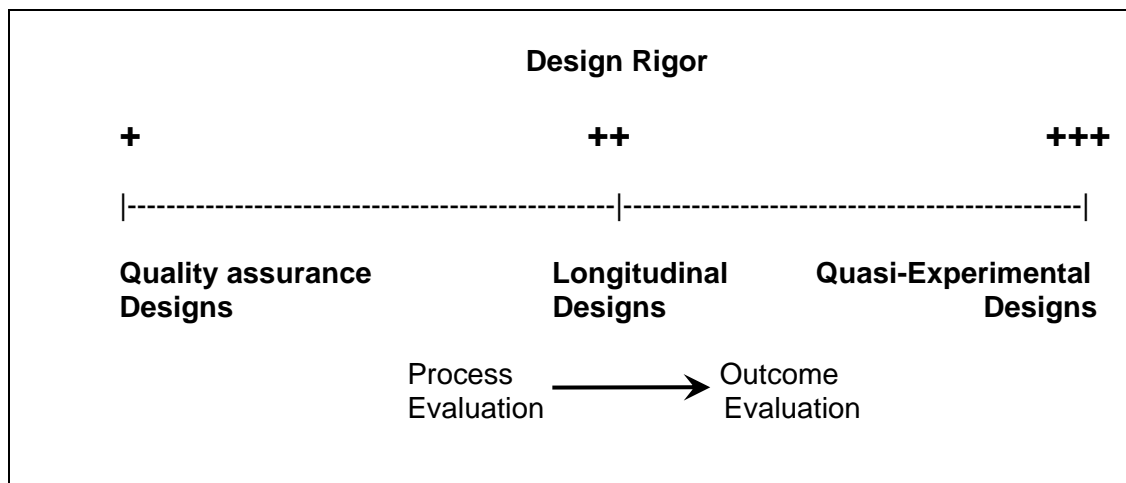 Design Rigor
+ ++ +++
|--------------------------------------------------|-----------------------------------------------|
Quality assurance Longitudinal Quasi-Experimental
Designs Designs Designs
Process Outcome
Evaluation Evaluation